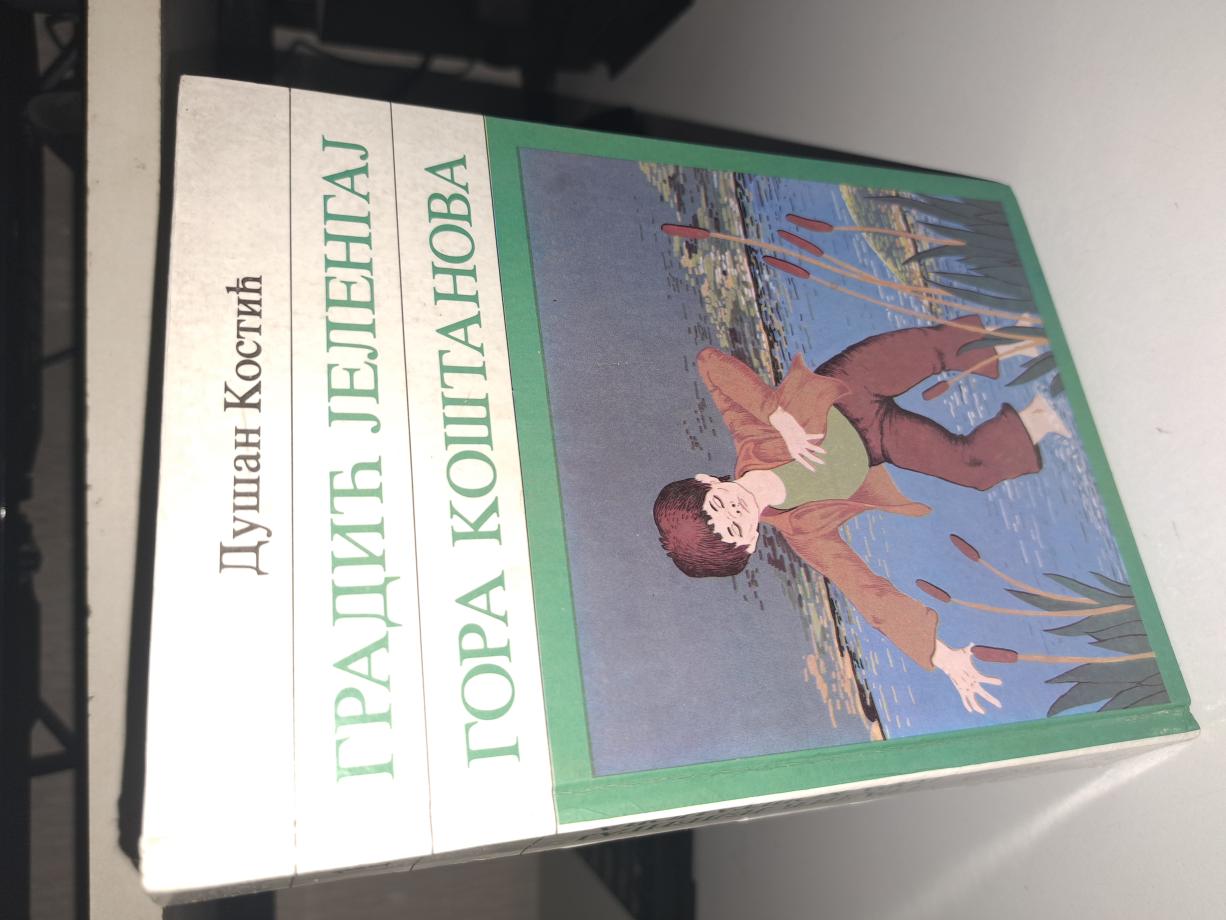 Душан Костић
ГРАДИЋ ЈЕЛЕНГАЈ
ГОРА КОШТАНОВА